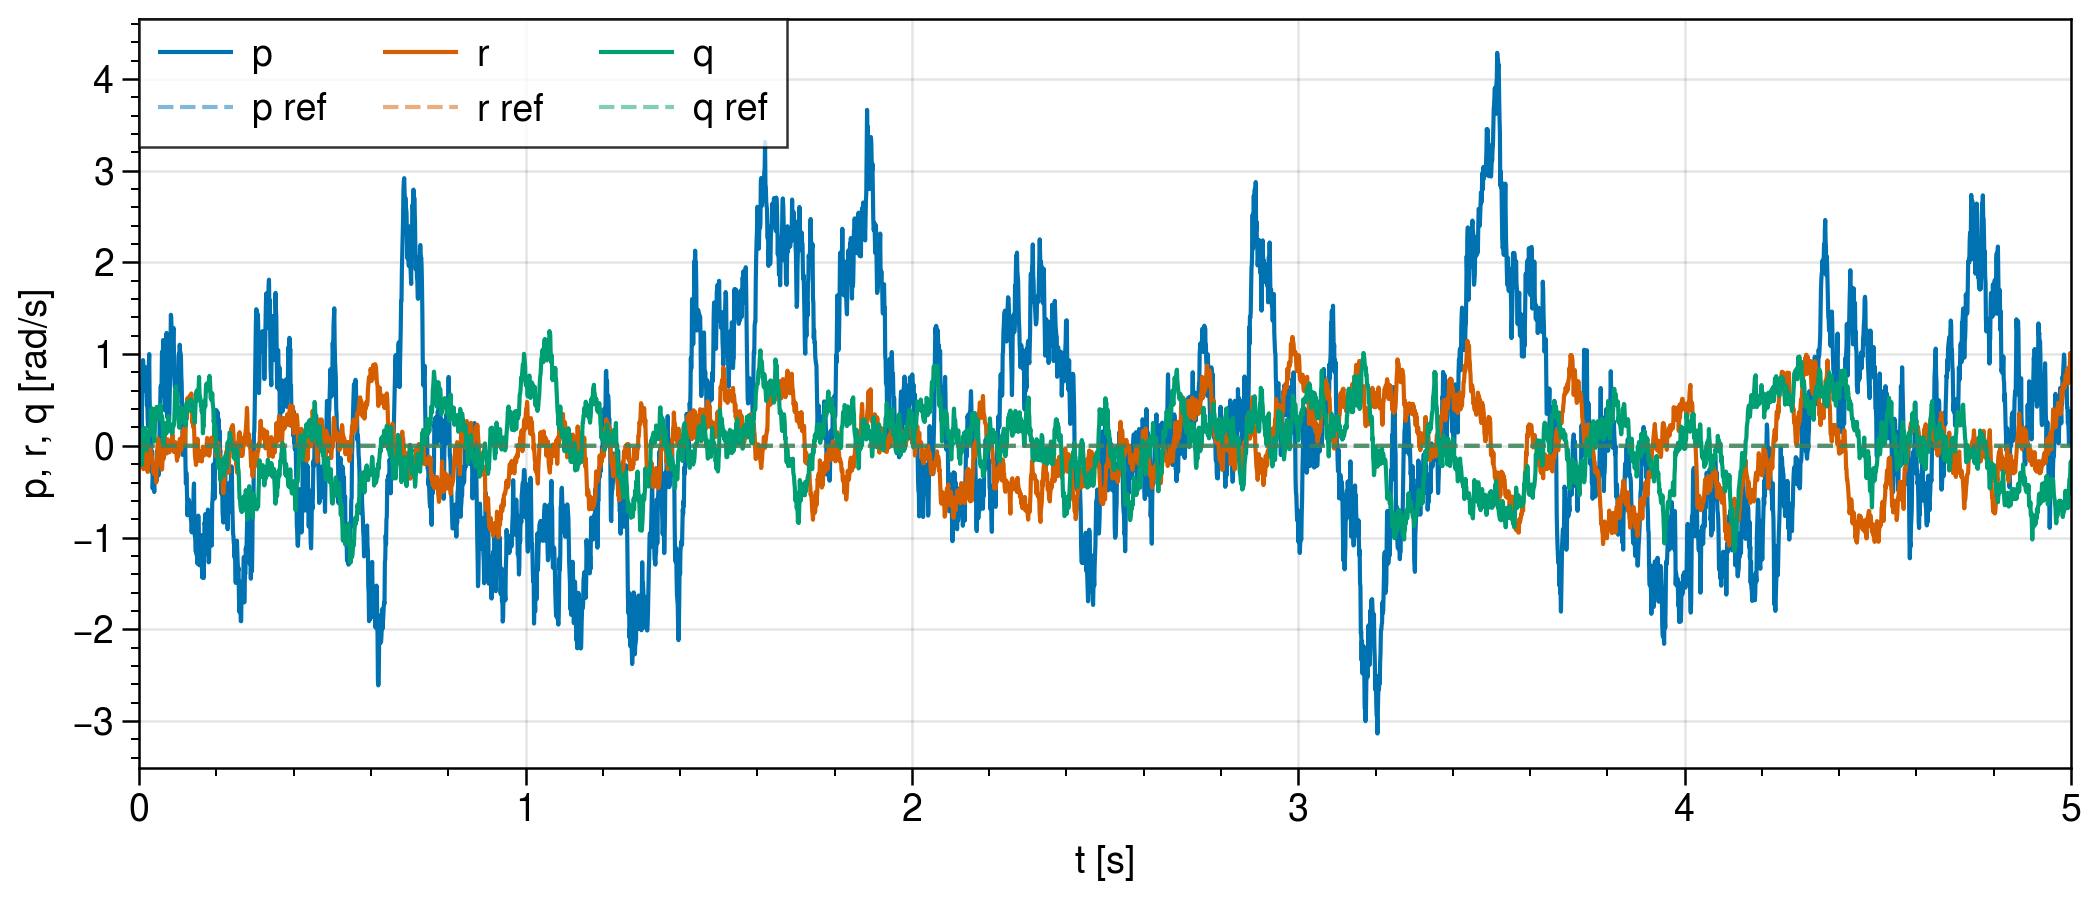 p r q
p ref r ref q ref
p, r, q [rad/s]
4
3
2
1
0
−1
−2
−3
0 1 2 3 4 5
t [s]